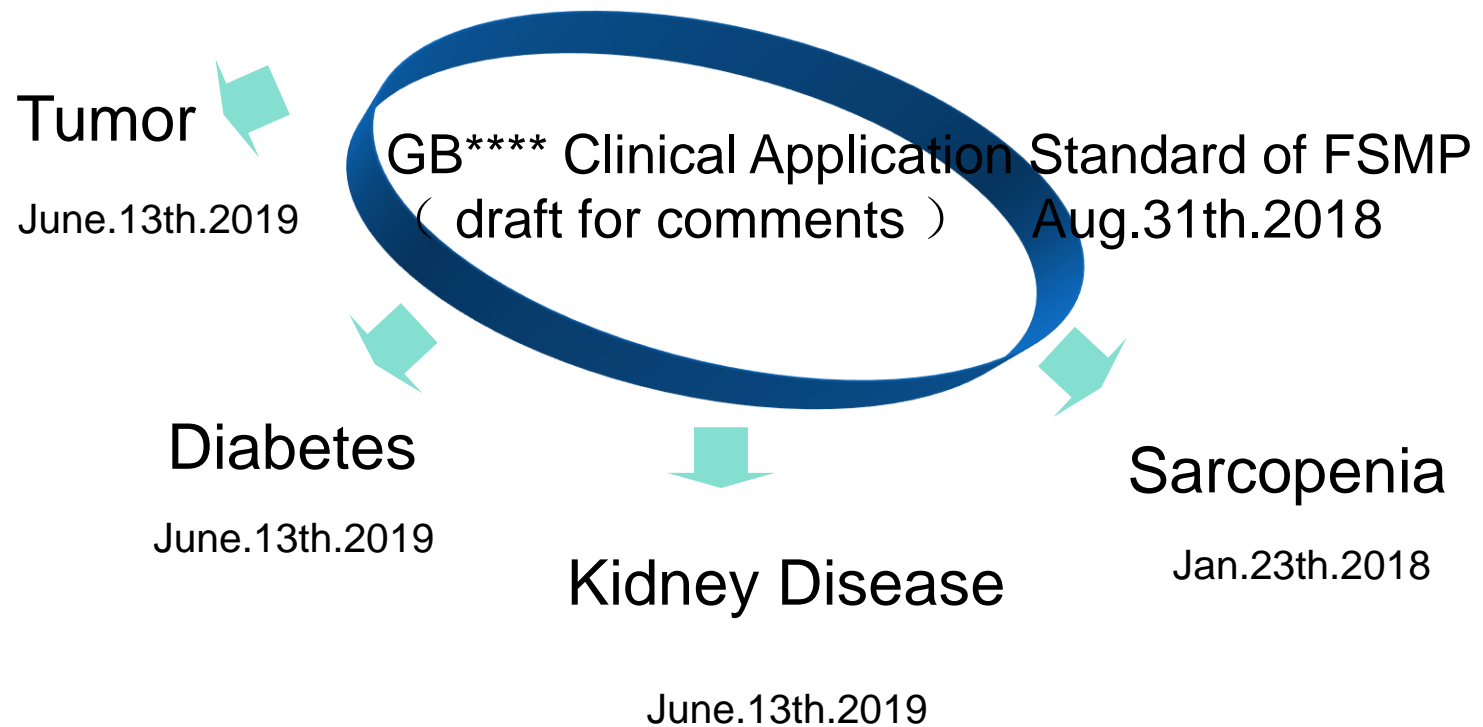 Tumor
June.13th.2019
GB**** Clinical Application Standard of FSMP
（ draft for comments ） Aug.31th.2018
Diabetes
June.13th.2019
Kidney Disease
June.13th.2019
Sarcopenia
Jan.23th.2018